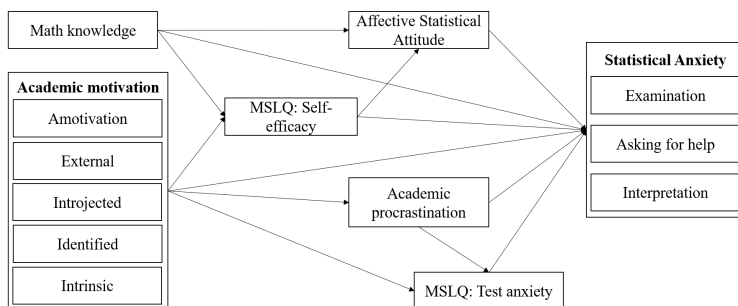 Math knowledge
Academic motivation
Amotivation
External
Introjected
Identified
Intrinsic
MSLQ: Self-
efficacy
Affective Statistical
Attitude
Academic
procrastination
MSLQ: Test anxiety
Statistical Anxiety
Examination
Asking for help
Interpretation